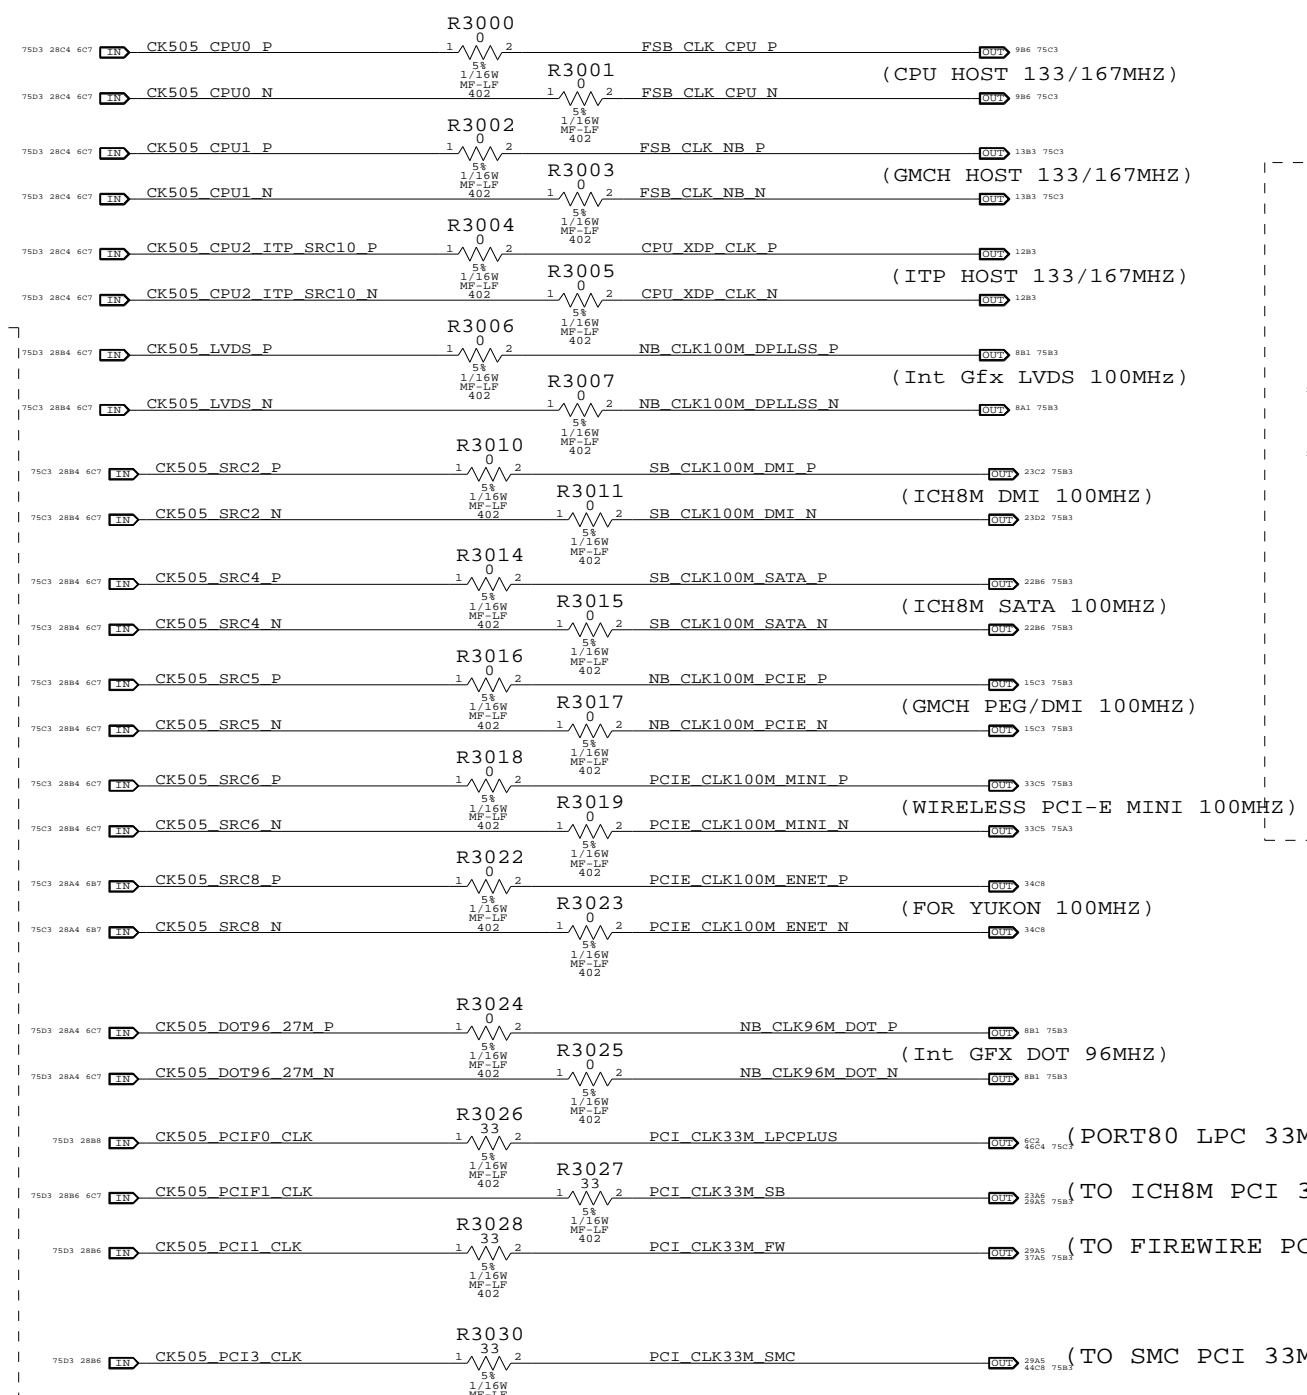 R3000
75D3 28C4 6C7 IN CK505_CPU0_P 1 0 2 FSB_CLK_CPU_P OUT 9B6 75C3
5%
1/16W
MF-LF
402
(CPU HOST 133/167MHZ)
R3001
75D3 28C4 6C7 IN CK505_CPU0_N 1 0 2 FSB_CLK_CPU_N OUT 9B6 75C3
5%
1/16W
MF-LF
402
R3002
75D3 28C4 6C7 IN CK505_CPU1_P 1 0 2 FSB_CLK_NB_P OUT 13B3 75C3
5%
1/16W
MF-LF
402
(GMCH HOST 133/167MHZ)
R3003
75D3 28C4 6C7 IN CK505_CPU1_N 1 0 2 FSB_CLK_NB_N OUT 13B3 75C3
5%
1/16W
MF-LF
402
R3004
75D3 28C4 6C7 IN CK505_CPU2_ITP_SRC10_P 1 0 2 CPU_XDP_CLK_P OUT 12B3
5%
1/16W
MF-LF
402
(ITP HOST 133/167MHZ)
R3005
75D3 28C4 6C7 IN CK505_CPU2_ITP_SRC10_N 1 0 2 CPU_XDP_CLK_N OUT 12B3
5%
1/16W
MF-LF
402
R3006
75D3 28B4 6C7 IN CK505_LVDS_P 1 0 2 NB_CLK100M_DPLLSS_P OUT 8B1 75B3
5%
1/16W
MF-LF
402
(Int Gfx LVDS 100MHz)
R3007
75C3 28B4 6C7 IN CK505_LVDS_N 1 0 2 NB_CLK100M_DPLLSS_N OUT 8A1 75B3
5%
1/16W
MF-LF
402
R3010
75C3 28B4 6C7 IN CK505_SRC2_P 1 0 2 SB_CLK100M_DMI_P OUT 23C2 75B3
5%
1/16W
MF-LF
402
(ICH8M DMI 100MHZ)
R3011
75C3 28B4 6C7 IN CK505_SRC2_N 1 0 2 SB_CLK100M_DMI_N OUT 23D2 75B3
5%
1/16W
MF-LF
402
R3014
75C3 28B4 6C7 IN CK505_SRC4_P 1 0 2 SB_CLK100M_SATA_P OUT 22B6 75B3
5%
1/16W
MF-LF
402
(ICH8M SATA 100MHZ)
R3015
75C3 28B4 6C7 IN CK505_SRC4_N 1 0 2 SB_CLK100M_SATA_N OUT 22B6 75B3
5%
1/16W
MF-LF
402
R3016
75C3 28B4 6C7 IN CK505_SRC5_P 1 0 2 NB_CLK100M_PCIE_P OUT 15C3 75B3
5%
1/16W
MF-LF
402
(GMCH PEG/DMI 100MHZ)
R3017
75C3 28B4 6C7 IN CK505_SRC5_N 1 0 2 NB_CLK100M_PCIE_N OUT 15C3 75B3
5%
1/16W
MF-LF
402
R3018
75C3 28B4 6C7 IN CK505_SRC6_P 1 0 2 PCIE_CLK100M_MINI_P OUT 33C5 75B3
5%
1/16W
MF-LF
402
(WIRELESS PCI-E MINI 100MHZ)
R3019
75C3 28B4 6C7 IN CK505_SRC6_N 1 0 2 PCIE_CLK100M_MINI_N OUT 33C5 75A3
5%
1/16W
MF-LF
402
R3022
75C3 28A4 6B7 IN CK505_SRC8_P 1 0 2 PCIE_CLK100M_ENET_P OUT 34C8
5%
1/16W
MF-LF
402
(FOR YUKON 100MHZ)
R3023
75C3 28A4 6B7 IN CK505_SRC8_N 1 0 2 PCIE_CLK100M_ENET_N OUT 34C8
5%
1/16W
MF-LF
402
R3024
75D3 28A4 6C7 IN CK505_DOT96_27M_P 1 0 2 NB_CLK96M_DOT_P OUT 8B1 75B3
5%
1/16W
MF-LF
402
(Int GFX DOT 96MHZ)
R3025
75D3 28A4 6C7 IN CK505_DOT96_27M_N 1 0 2 NB_CLK96M_DOT_N OUT 8B1 75B3
5%
1/16W
MF-LF
402
R3026
75D3 28B8 IN CK505_PCIF0_CLK 1 33 2 PCI_CLK33M_LPCPLUS OUT 6C2 46C4 75C3 (PORT80 LPC 33M
5%
1/16W
MF-LF
402
R3027
75D3 28B6 6C7 IN CK505_PCIF1_CLK 1 33 2 PCI_CLK33M_SB OUT 23A6 29A5 75B3 (TO ICH8M PCI 3
5%
1/16W
MF-LF
402
R3028
75D3 28B6 IN CK505_PCI1_CLK 1 33 2 PCI_CLK33M_FW OUT 29A5 37A5 75B3 (TO FIREWIRE PC
5%
1/16W
MF-LF
402
R3030
75D3 28B6 IN CK505_PCI3_CLK 1 33 2 PCI_CLK33M_SMC OUT 29A5 44C8 75B3 (TO SMC PCI 33M
5%
1/16W
MF-LF